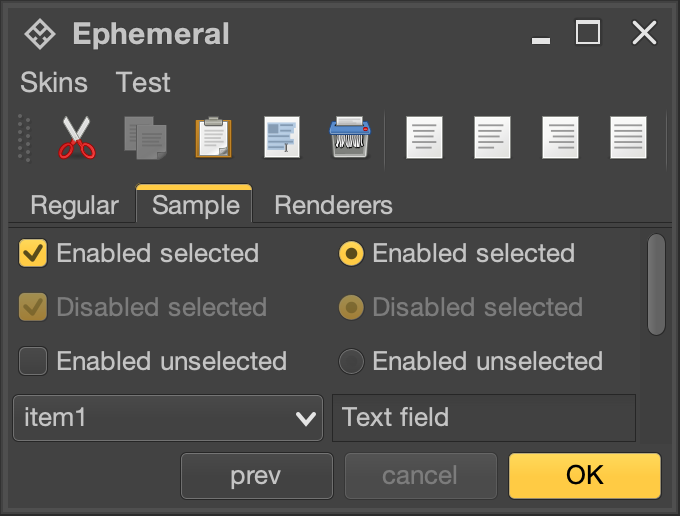 Ephemeral
Skins Test
Regular Sample Renderers
Enabled selected Enabled selected
Disabled selected Disabled selected
Enabled unselected Enabled unselected
item1 Text field
prev cancel OK